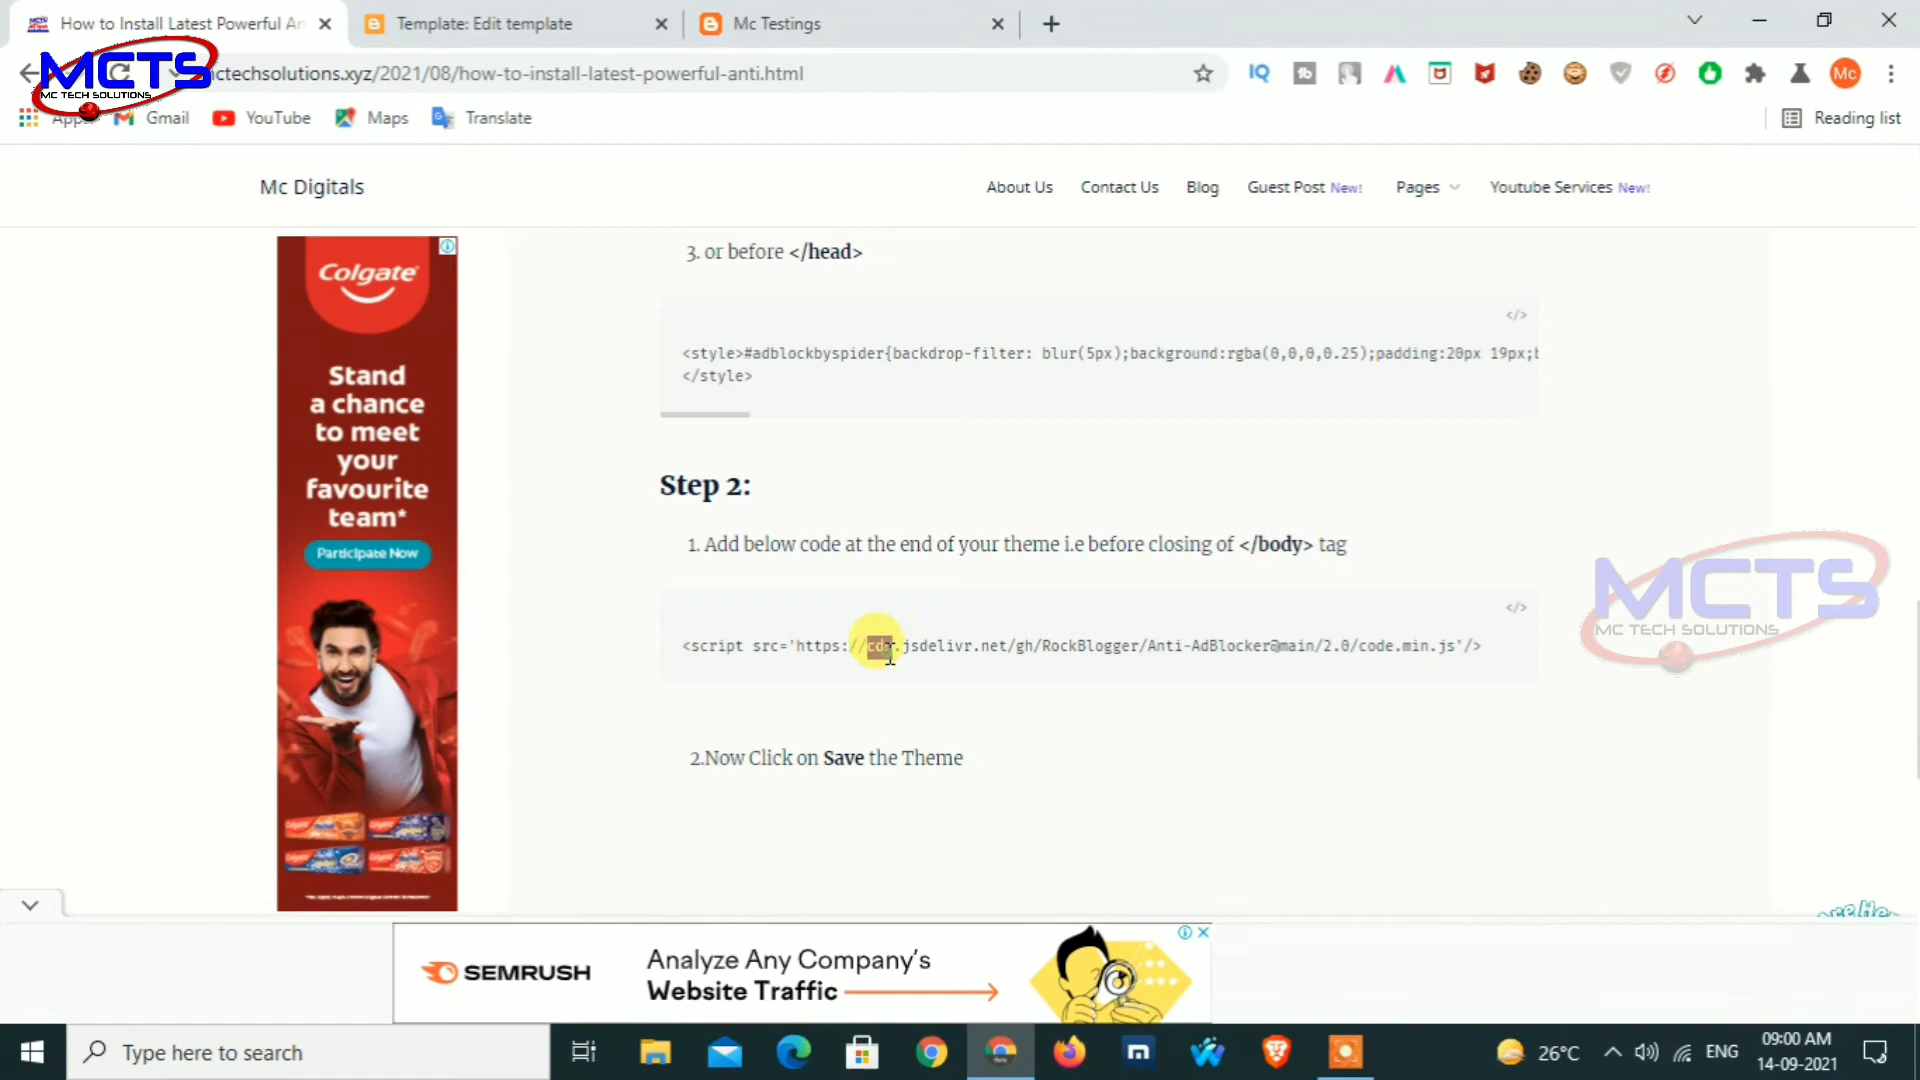 How to Install Latest Powerful An
Template: Edit template
Mc Testings
MCTS
MC TECH SOLUTIONS
ctechsolutions.xyz/2021/08/how-to-install-latest-powerful-anti.html
IQ
Mc
Apps
Gmail
YouTube
Maps
Translate
Reading list
Mc Digitals
About Us
Contact Us
Blog
Guest Post New!
Pages
Youtube Services New!
3. or before </head>
</>
<style>#adblockbyspider{backdrop-filter: blur(5px);background:rgba(0,0,0,0.25);padding:20px 19px;b
</style>
Step 2:
1. Add below code at the end of your theme i.e before closing of </body> tag
</>
<script src='https://cdn.jsdelivr.net/gh/RockBlogger/Anti-AdBlocker@main/2.0/code.min.js'/>
2.Now Click on Save the Theme
Colgate
Stand
a chance
to meet
your
favourite
team*
Participate Now
MCTS
MC TECH SOLUTIONS
SEMRUSH
Analyze Any Company's
Website Traffic
Type here to search
26°C
ENG
09:00 AM
14-09-2021